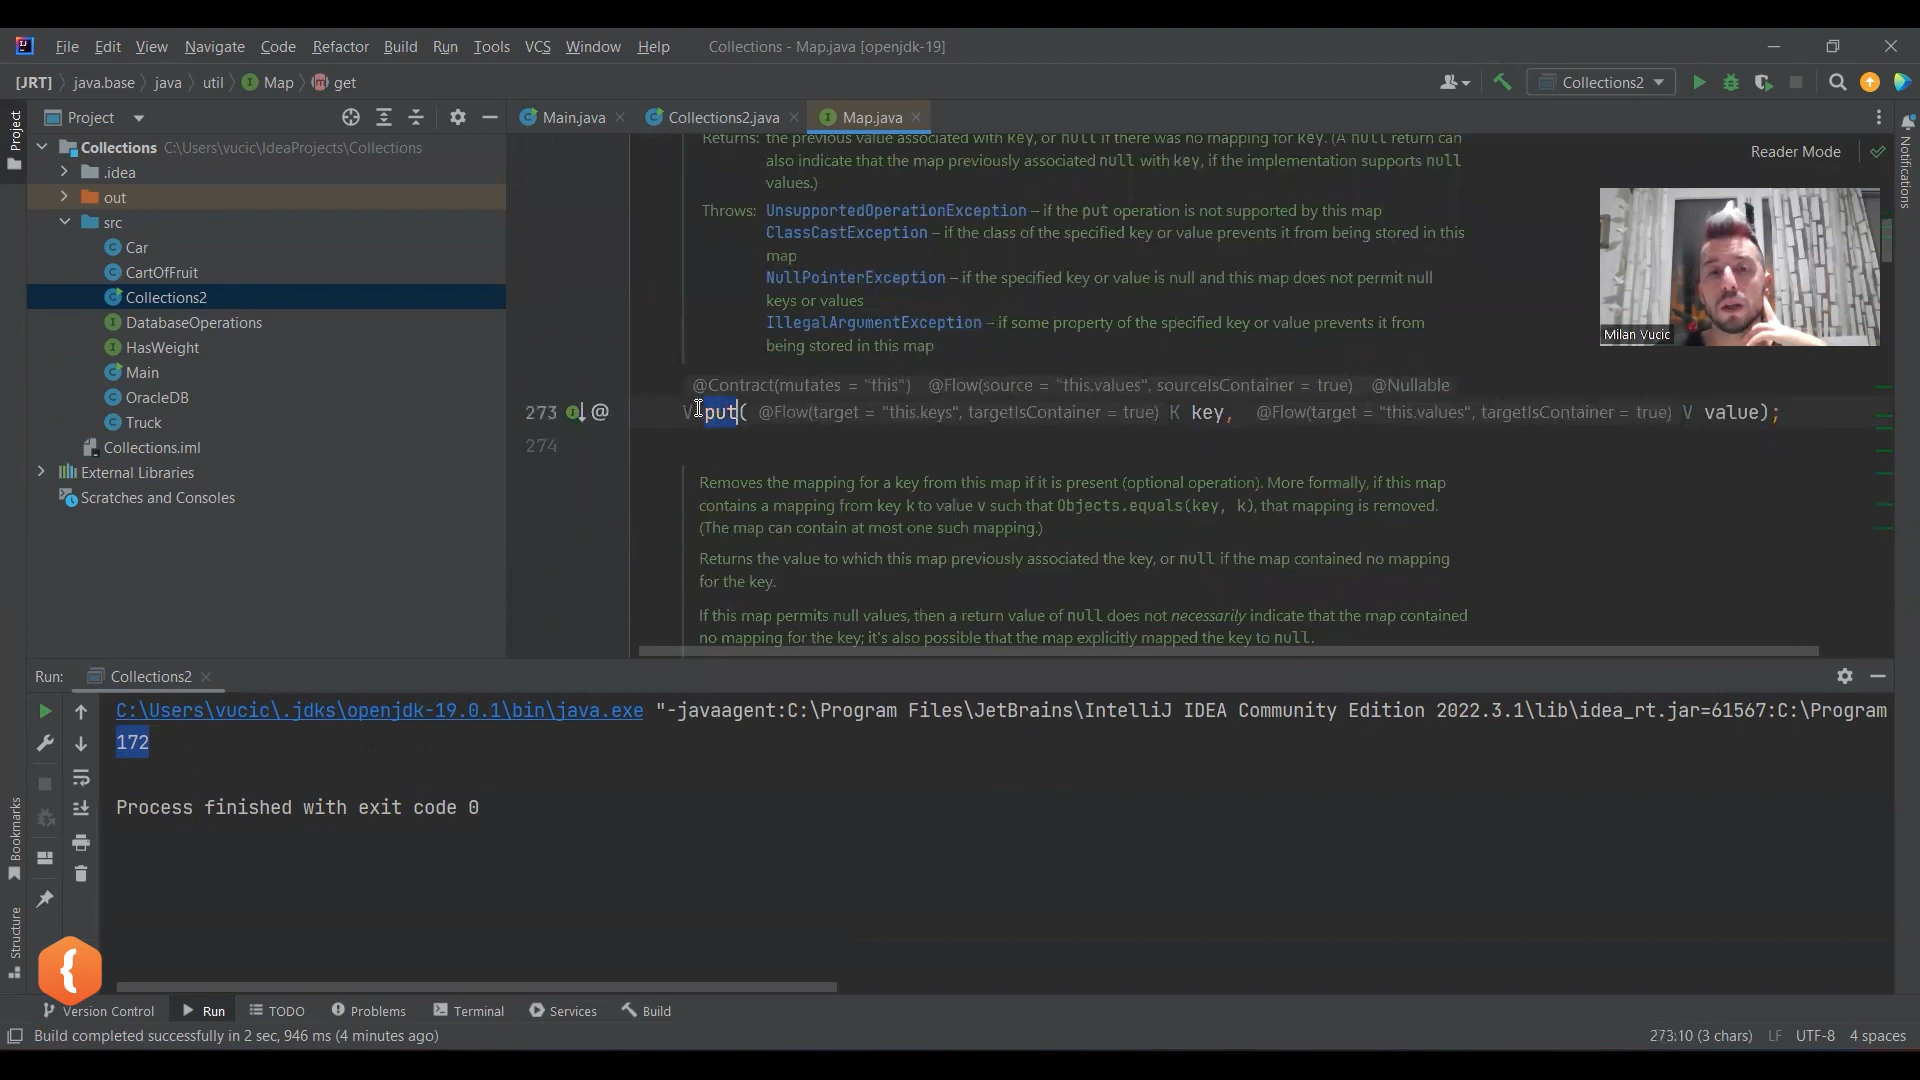 File Edit View Navigate Code Refactor Build Run Tools VCS Window Help Collections - Map.java [openjdk-19]
[JRT] java.base java util Map get
Collections2
Project
Main.java Collections2.java Map.java
Project
Notifications
Collections C:\Users\vucic\IdeaProjects\Collections
.idea
out
src
Car
CartOfFruit
Collections2
DatabaseOperations
HasWeight
Main
OracleDB
Truck
Collections.iml
External Libraries
Scratches and Consoles
Reader Mode
Returns: the previous value associated with key, or null if there was no mapping for key. (A null return can
also indicate that the map previously associated null with key, if the implementation supports null
values.)
Throws: UnsupportedOperationException – if the put operation is not supported by this map
ClassCastException – if the class of the specified key or value prevents it from being stored in this
map
NullPointerException – if the specified key or value is null and this map does not permit null
keys or values
IllegalArgumentException – if some property of the specified key or value prevents it from
being stored in this map
Milan Vucic
@Contract(mutates = "this") @Flow(source = "this.values", sourceIsContainer = true) @Nullable
273 @ V put( @Flow(target = "this.keys", targetIsContainer = true) K key, @Flow(target = "this.values", targetIsContainer = true) V value);
274
Removes the mapping for a key from this map if it is present (optional operation). More formally, if this map
contains a mapping from key k to value v such that Objects.equals(key, k), that mapping is removed.
(The map can contain at most one such mapping.)
Returns the value to which this map previously associated the key, or null if the map contained no mapping
for the key.
If this map permits null values, then a return value of null does not necessarily indicate that the map contained
no mapping for the key; it's also possible that the map explicitly mapped the key to null.
Run: Collections2
C:\Users\vucic\.jdks\openjdk-19.0.1\bin\java.exe "-javaagent:C:\Program Files\JetBrains\IntelliJ IDEA Community Edition 2022.3.1\lib\idea_rt.jar=61567:C:\Program
172
Process finished with exit code 0
Bookmarks
Structure
Version Control Run TODO Problems Terminal Services Build
Build completed successfully in 2 sec, 946 ms (4 minutes ago)
273:10 (3 chars) LF UTF-8 4 spaces